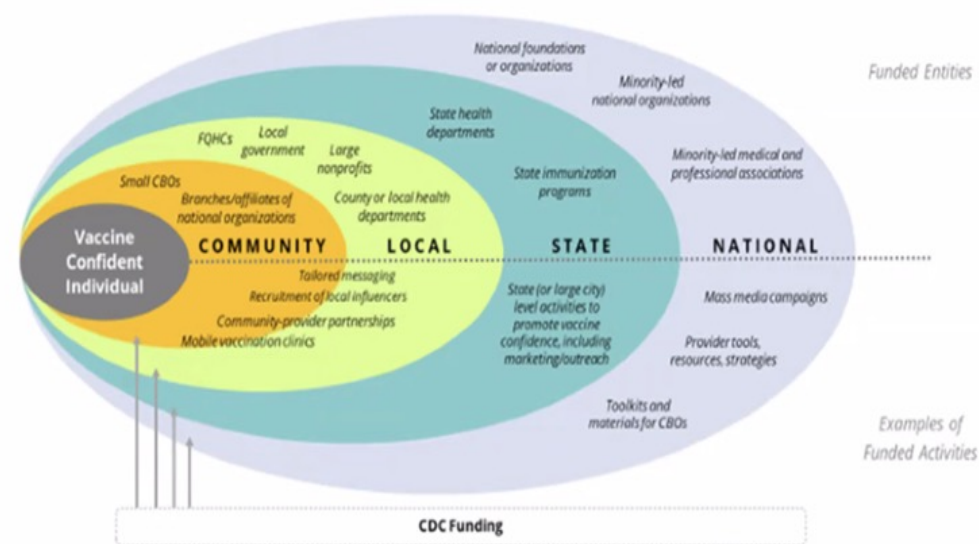 National foundations
or organizations
Funded Entities
Minority-led
national organizations
State health
departments
FQHCs
Local
government
Large
nonprofits
Minority-led medical and
professional associations
State immunization
programs
Small CBOs
Branches/affiliates of
national organizations
County or local health
departments
Vaccine
Confident
Individual
COMMUNITY
LOCAL
STATE
NATIONAL
Tailored messaging
Recruitment of local influencers
Community-provider partnerships
Mobile vaccination clinics
State (or large city)
level activities to
promote vaccine
confidence, including
marketing/outreach
Mass media campaigns
Provider tools,
resources, strategies
Toolkits and
materials for CBOs
Examples of
Funded Activities
CDC Funding